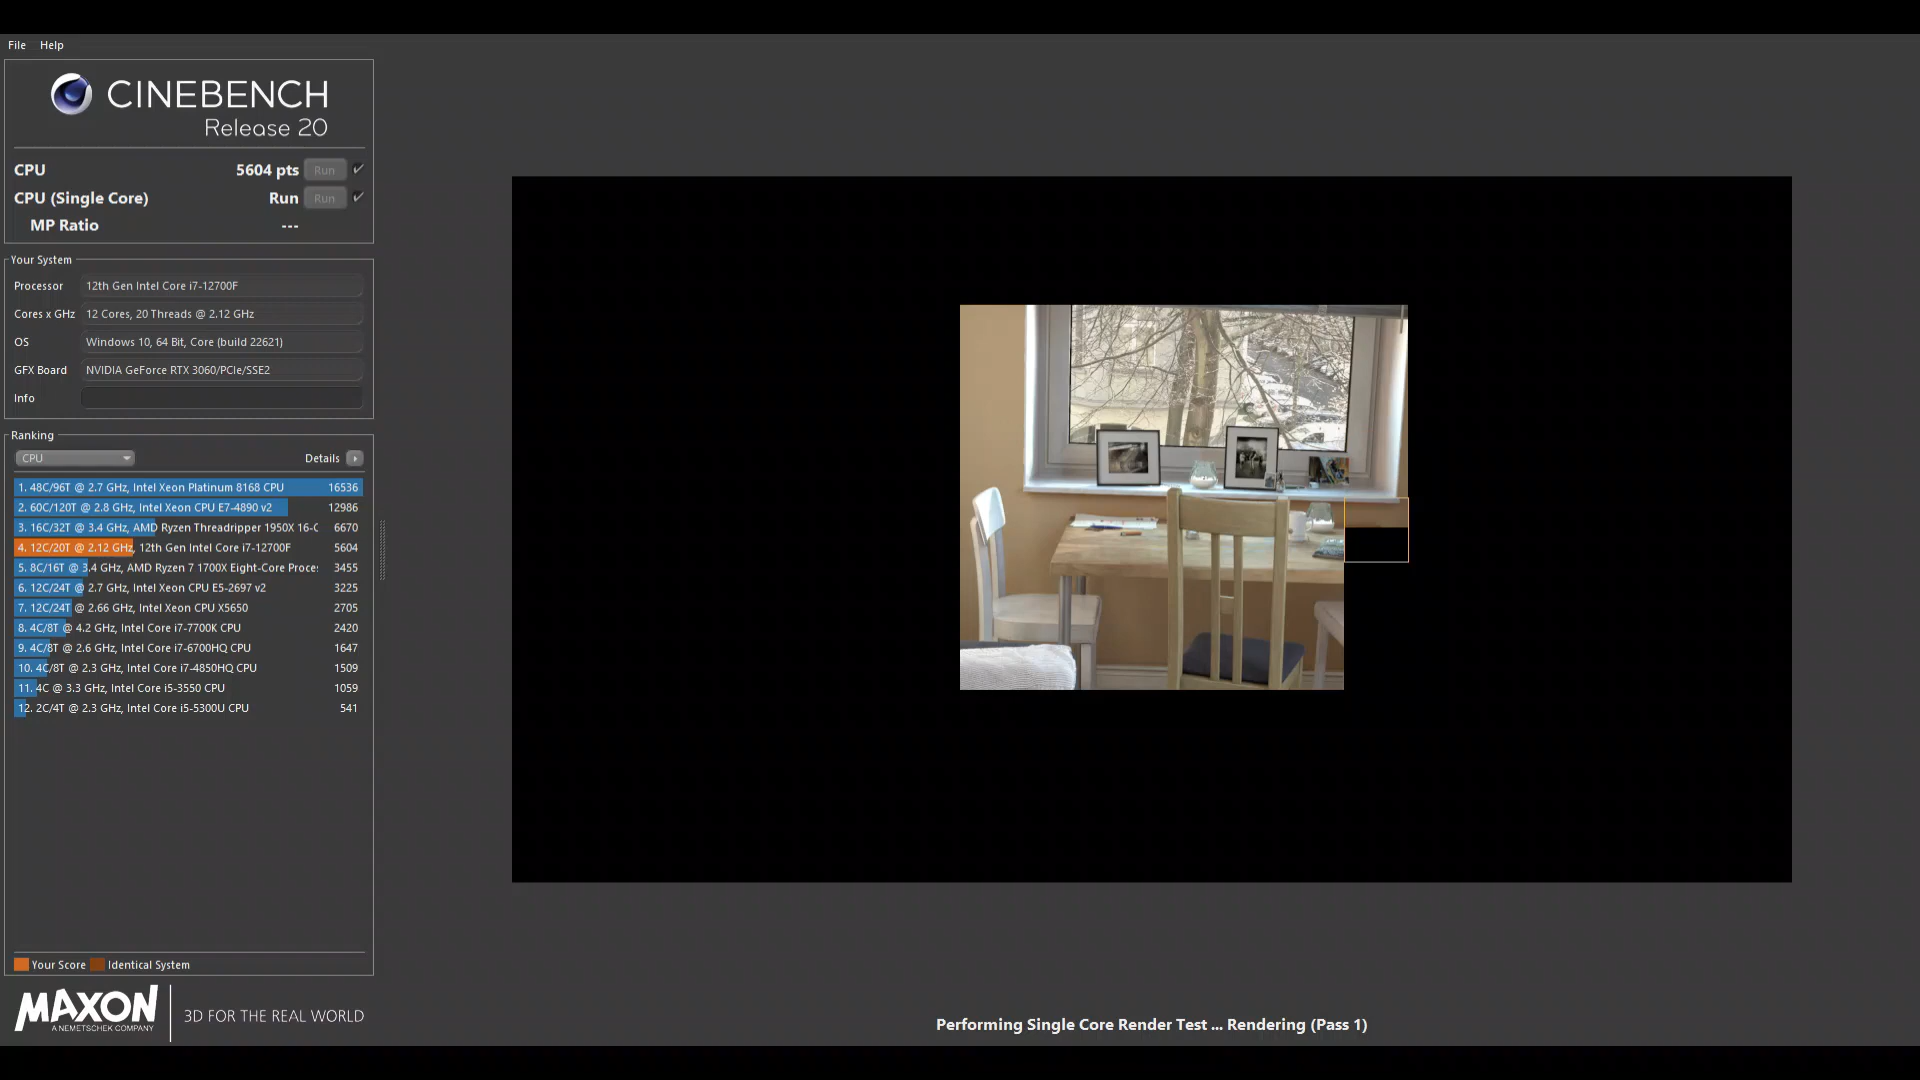 File Help
CINEBENCH
Release 20
CPU 5604 pts Run
CPU (Single Core) Run Run
MP Ratio ---
Your System
Processor 12th Gen Intel Core i7-12700F
Cores x GHz 12 Cores, 20 Threads @ 2.12 GHz
OS Windows 10, 64 Bit, Core (build 22621)
GFX Board NVIDIA GeForce RTX 3060/PCIe/SSE2
Info
Ranking
CPU Details
1. 48C/96T @ 2.7 GHz, Intel Xeon Platinum 8168 CPU 16536
2. 60C/120T @ 2.8 GHz, Intel Xeon CPU E7-4890 v2 12986
3. 16C/32T @ 3.4 GHz, AMD Ryzen Threadripper 1950X 16-C 6670
4. 12C/20T @ 2.12 GHz, 12th Gen Intel Core i7-12700F 5604
5. 8C/16T @ 3.4 GHz, AMD Ryzen 7 1700X Eight-Core Proce: 3455
6. 12C/24T @ 2.7 GHz, Intel Xeon CPU E5-2697 v2 3225
7. 12C/24T @ 2.66 GHz, Intel Xeon CPU X5650 2705
8. 4C/8T @ 4.2 GHz, Intel Core i7-7700K CPU 2420
9. 4C/8T @ 2.6 GHz, Intel Core i7-6700HQ CPU 1647
10. 4C/8T @ 2.3 GHz, Intel Core i7-4850HQ CPU 1509
11. 4C @ 3.3 GHz, Intel Core i5-3550 CPU 1059
12. 2C/4T @ 2.3 GHz, Intel Core i5-5300U CPU 541
Your Score Identical System
MAXON 3D FOR THE REAL WORLD
A NEMETSCHEK COMPANY
Performing Single Core Render Test ... Rendering (Pass 1)